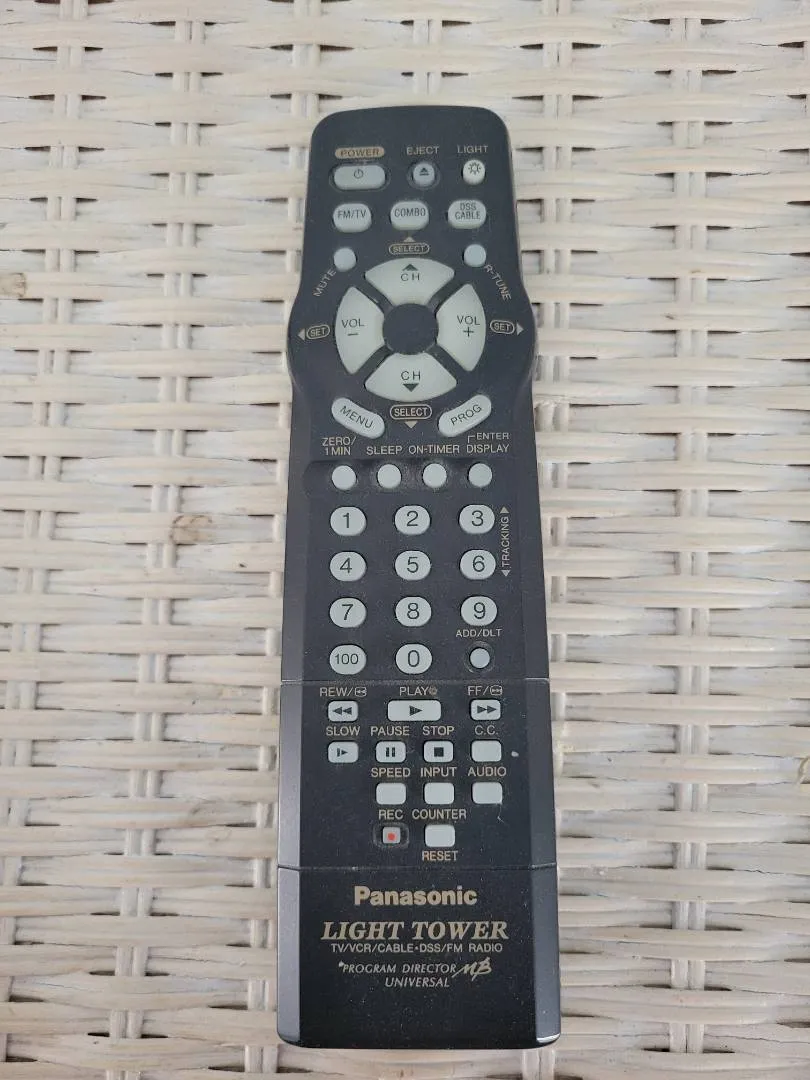 POWER EJECT LIGHT
FM/TV COMBO DSS CABLE
SELECT
MUTE R-TUNE
CH
VOL - VOL +
SET SET
CH
MENU SELECT PROG
ZERO/ 1MIN SLEEP ON-TIMER ENTER DISPLAY
1 2 3
TRACKING
4 5 6
7 8 9
ADD/DLT
100 0
REW/ PLAY FF/
SLOW PAUSE STOP C.C.
SPEED INPUT AUDIO
REC COUNTER
RESET
Panasonic
LIGHT TOWER
TV/VCR/CABLE•DSS/FM RADIO
PROGRAM DIRECTOR MB
UNIVERSAL